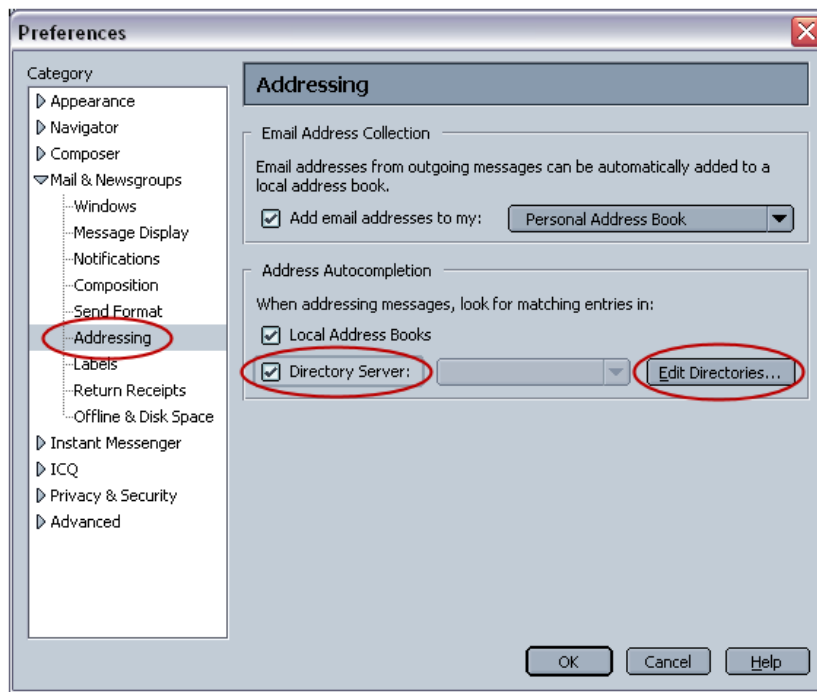 Preferences
Category
Appearance
Navigator
Composer
Mail & Newsgroups
Windows
Message Display
Notifications
Composition
Send Format
Addressing
Labels
Return Receipts
Offline & Disk Space
Instant Messenger
ICQ
Privacy & Security
Advanced
Addressing
Email Address Collection
Email addresses from outgoing messages can be automatically added to a
local address book.
Add email addresses to my: Personal Address Book
Address Autocompletion
When addressing messages, look for matching entries in:
Local Address Books
Directory Server: Edit Directories...
OK Cancel Help